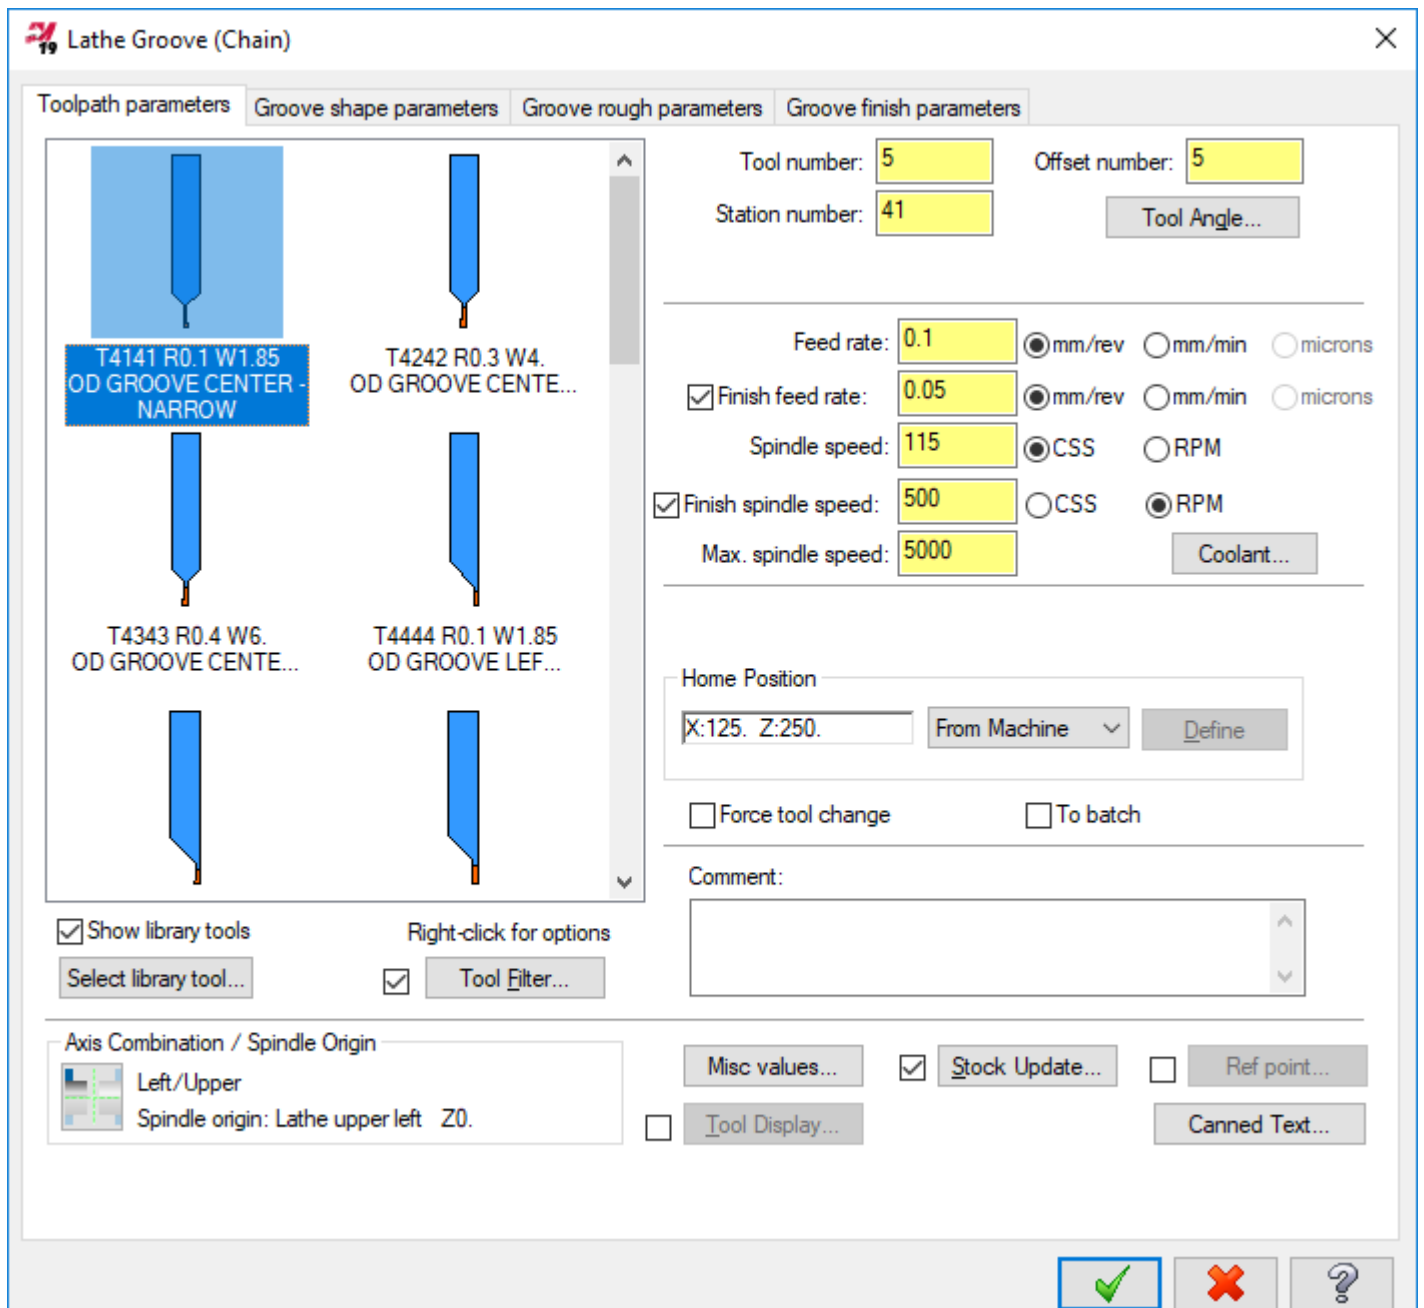 19 Lathe Groove (Chain)
Toolpath parameters Groove shape parameters Groove rough parameters Groove finish parameters
T4141 R0.1 W1.85
OD GROOVE CENTER -
NARROW
T4242 R0.3 W4.
OD GROOVE CENTE...
T4343 R0.4 W6.
OD GROOVE CENTE...
T4444 R0.1 W1.85
OD GROOVE LEF...
Show library tools
Right-click for options
Select library tool...
Tool Filter...
Tool number: 5 Offset number: 5
Station number: 41 Tool Angle...
Feed rate: 0.1 mm/rev mm/min microns
Finish feed rate: 0.05 mm/rev mm/min microns
Spindle speed: 115 CSS RPM
Finish spindle speed: 500 CSS RPM
Max. spindle speed: 5000 Coolant...
Home Position
X:125. Z:250. From Machine Define
Force tool change To batch
Comment:
Axis Combination / Spindle Origin
Left/Upper
Spindle origin: Lathe upper left Z0.
Misc values... Stock Update... Ref point...
Tool Display... Canned Text...